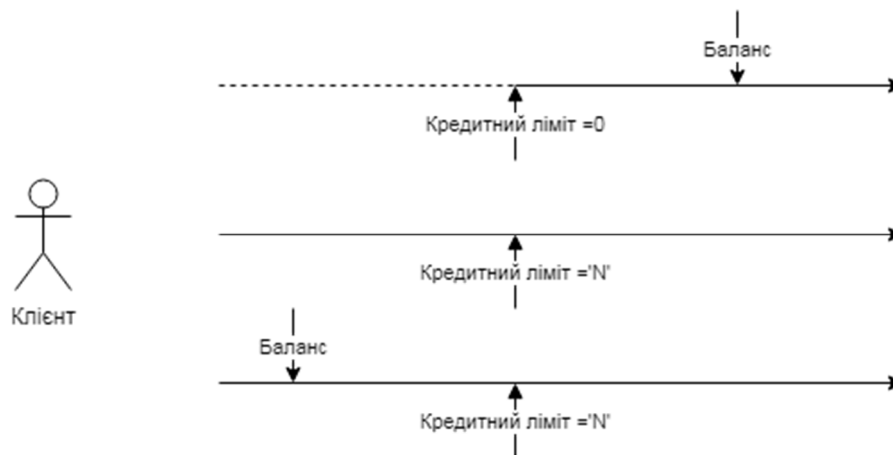 Баланс
Кредитний ліміт =0
Кредитний ліміт ='N'
Клієнт
Баланс
Кредитний ліміт ='N'